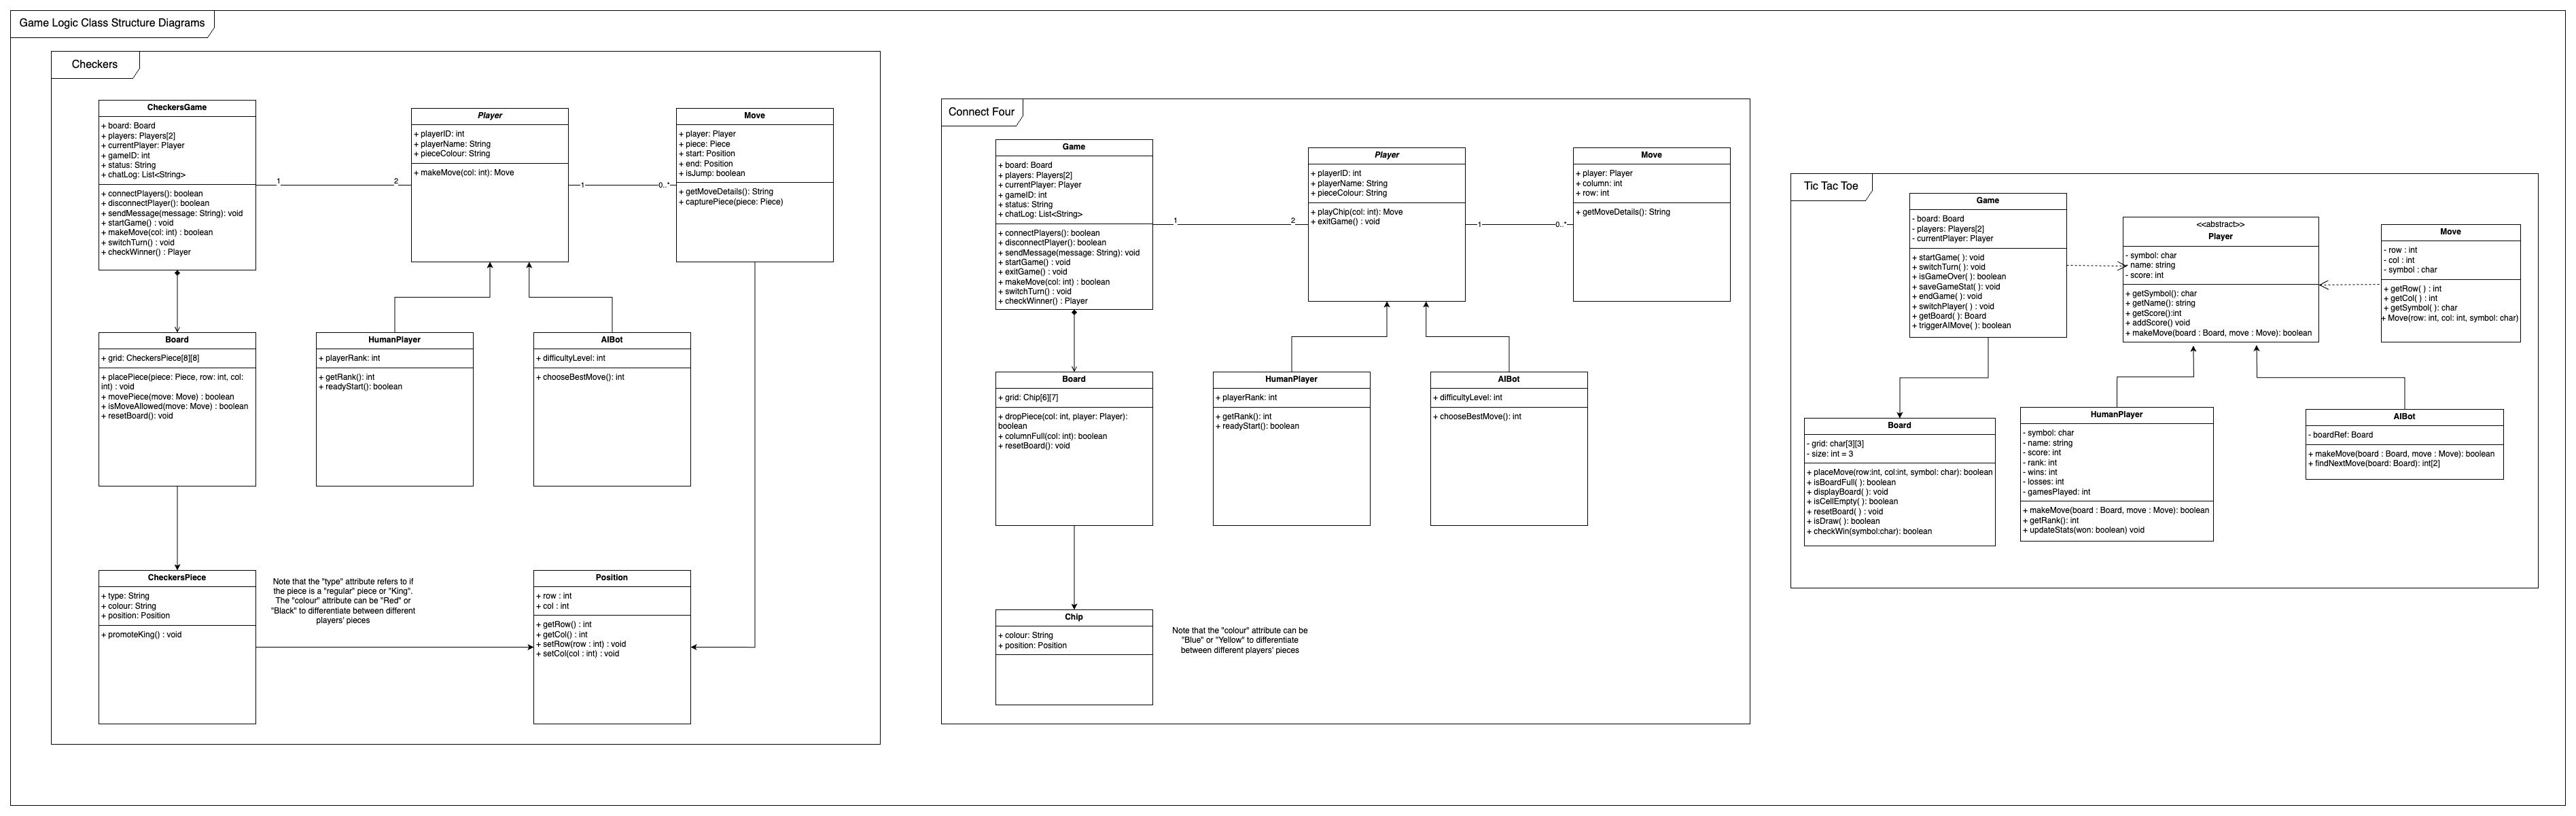 Game Logic Class Structure Diagrams
Checkers
CheckersGame
+ board: Board
+ players: Players[2]
+ currentPlayer: Player
+ gameID: int
+ status: String
+ chatLog: List<String>
+ connectPlayers(): boolean
+ disconnectPlayer(): boolean
+ sendMessage(message: String): void
+ startGame() : void
+ makeMove(col: int) : boolean
+ switchTurn() : void
+ checkWinner() : Player
1
2
Player
+ playerID: int
+ playerName: String
+ pieceColour: String
+ makeMove(col: int): Move
1
0..*
Move
+ player: Player
+ piece: Piece
+ start: Position
+ end: Position
+ isJump: boolean
+ getMoveDetails(): String
+ capturePiece(piece: Piece)
Board
+ grid: CheckersPiece[8][8]
+ placePiece(piece: Piece, row: int, col:
int) : void
+ movePiece(move: Move) : boolean
+ isMoveAllowed(move: Move) : boolean
+ resetBoard(): void
HumanPlayer
+ playerRank: int
+ getRank(): int
+ readyStart(): boolean
AIBot
+ difficultyLevel: int
+ chooseBestMove(): int
CheckersPiece
+ type: String
+ colour: String
+ position: Position
+ promoteKing() : void
Note that the "type" attribute refers to if
the piece is a "regular" piece or "King".
The "colour" attribute can be "Red" or
"Black" to differentiate between different
players' pieces
Position
+ row : int
+ col : int
+ getRow() : int
+ getCol() : int
+ setRow(row : int) : void
+ setCol(col : int) : void
Connect Four
Game
+ board: Board
+ players: Players[2]
+ currentPlayer: Player
+ gameID: int
+ status: String
+ chatLog: List<String>
+ connectPlayers(): boolean
+ disconnectPlayer(): boolean
+ sendMessage(message: String): void
+ startGame() : void
+ exitGame() : void
+ makeMove(col: int) : boolean
+ switchTurn() : void
+ checkWinner() : Player
1
2
Player
+ playerID: int
+ playerName: String
+ pieceColour: String
+ playChip(col: int): Move
+ exitGame() : void
1
0..*
Move
+ player: Player
+ column: int
+ row: int
+ getMoveDetails(): String
Board
+ grid: Chip[6][7]
+ dropPiece(col: int, player: Player):
boolean
+ columnFull(col: int): boolean
+ resetBoard(): void
HumanPlayer
+ playerRank: int
+ getRank(): int
+ readyStart(): boolean
AIBot
+ difficultyLevel: int
+ chooseBestMove(): int
Chip
+ colour: String
+ position: Position
Note that the "colour" attribute can be
"Blue" or "Yellow" to differentiate
between different players' pieces
Tic Tac Toe
Game
- board: Board
- players: Players[2]
- currentPlayer: Player
+ startGame( ): void
+ switchTurn( ): void
+ isGameOver( ): boolean
+ saveGameStat( ): void
+ endGame( ): void
+ switchPlayer( ): void
+ getBoard( ): Board
+ triggerAIMove( ): boolean
<<abstract>>
Player
- symbol: char
- name: string
- score: int
+ getSymbol(): char
+ getName(): string
+ getScore():int
+ addScore() void
+ makeMove(board : Board, move : Move): boolean
Move
- row : int
- col : int
- symbol : char
+ getRow( ) : int
+ getCol( ) : int
+ getSymbol( ): char
+ Move(row: int, col: int, symbol: char)
Board
- grid: char[3][3]
- size: int = 3
+ placeMove(row:int, col:int, symbol: char): boolean
+ isBoardFull( ): boolean
+ displayBoard( ): void
+ isCellEmpty( ): boolean
+ resetBoard( ) : void
+ isDraw( ): boolean
+ checkWin(symbol:char): boolean
HumanPlayer
- symbol: char
- name: string
- score: int
- rank: int
- wins: int
- losses: int
- gamesPlayed: int
+ makeMove(board : Board, move : Move): boolean
+ getRank(): int
+ updateStats(won: boolean) void
AIBot
- boardRef: Board
+ makeMove(board : Board, move : Move): boolean
+ findNextMove(board: Board): int[2]